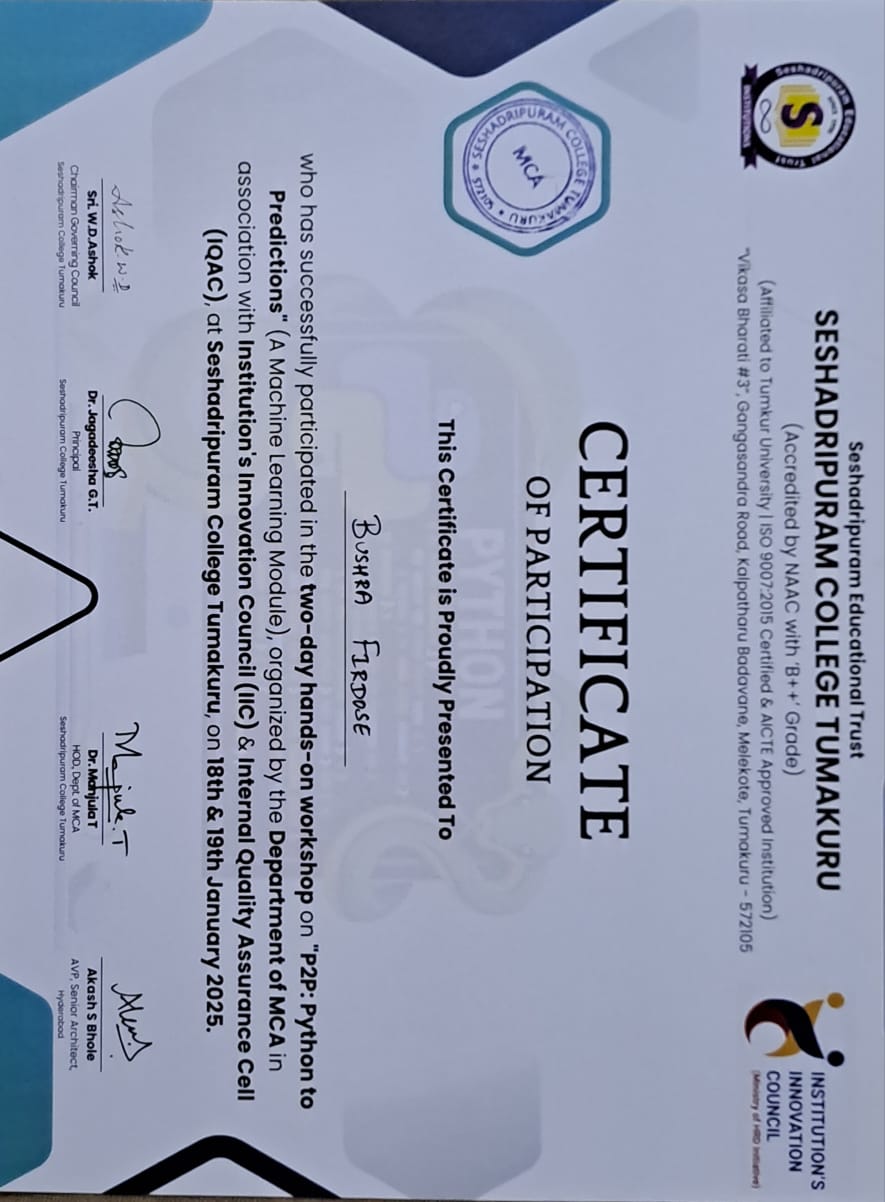 Seshadripuram Educational Trust
SESHADRIPURAM COLLEGE TUMAKURU
(Accredited by NAAC with 'B++' Grade)
(Affiliated to Tumkur University | ISO 9007:2015 Certified & AICTE Approved Institution)
"Vikasa Bharati #3", Gangasandra Road, Kalpatharu Badavane, Melekote, Tumakuru - 572105
Seshadripuram Educational Trust
S
INSTITUTIONS
INSTITUTION'S
INNOVATION
COUNCIL
(Ministry of HRD Initiative)
CERTIFICATE
OF PARTICIPATION
SESHADRIPURAM COLLEGE TUMAKURU
572105
MCA
PYTHON
This Certificate is Proudly Presented To
BUSHRA FIRDOSE
who has successfully participated in the two-day hands-on workshop on "P2P: Python to
Predictions" (A Machine Learning Module), organized by the Department of MCA in
association with Institution's Innovation Council (IIC) & Internal Quality Assurance Cell
(IQAC), at Seshadripuram College Tumakuru, on 18th & 19th January 2025.
Ashok.W.D
Sri. W.D.Ashok
Chairman Governing Council
Seshadripuram College Tumakuru
Dr. Jagadeesha G.T.
Principal
Seshadripuram College Tumakuru
Manjula.T
Dr. Manjula T
HOD, Dept. of MCA
Seshadripuram College Tumakuru
Akash S Bhole
AVP, Senior Architect,
Hyderabad